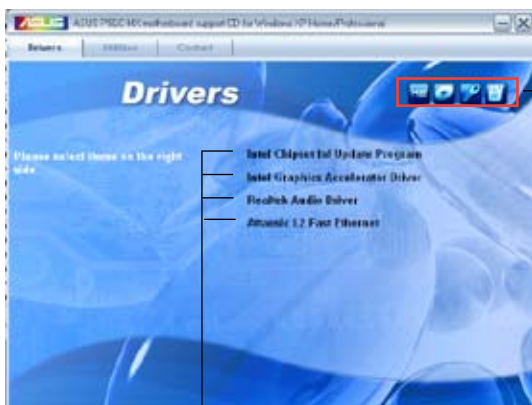 ASUS P5GC-MX motherboard support CD for Windows XP Home/Professional
Drivers
Utilities
Contact
Drivers
Please select items on the right
side.
Intel Chipset Inf Update Program
Intel Graphics Accelerator Driver
Realtek Audio Driver
Attansic L2 Fast Ethernet